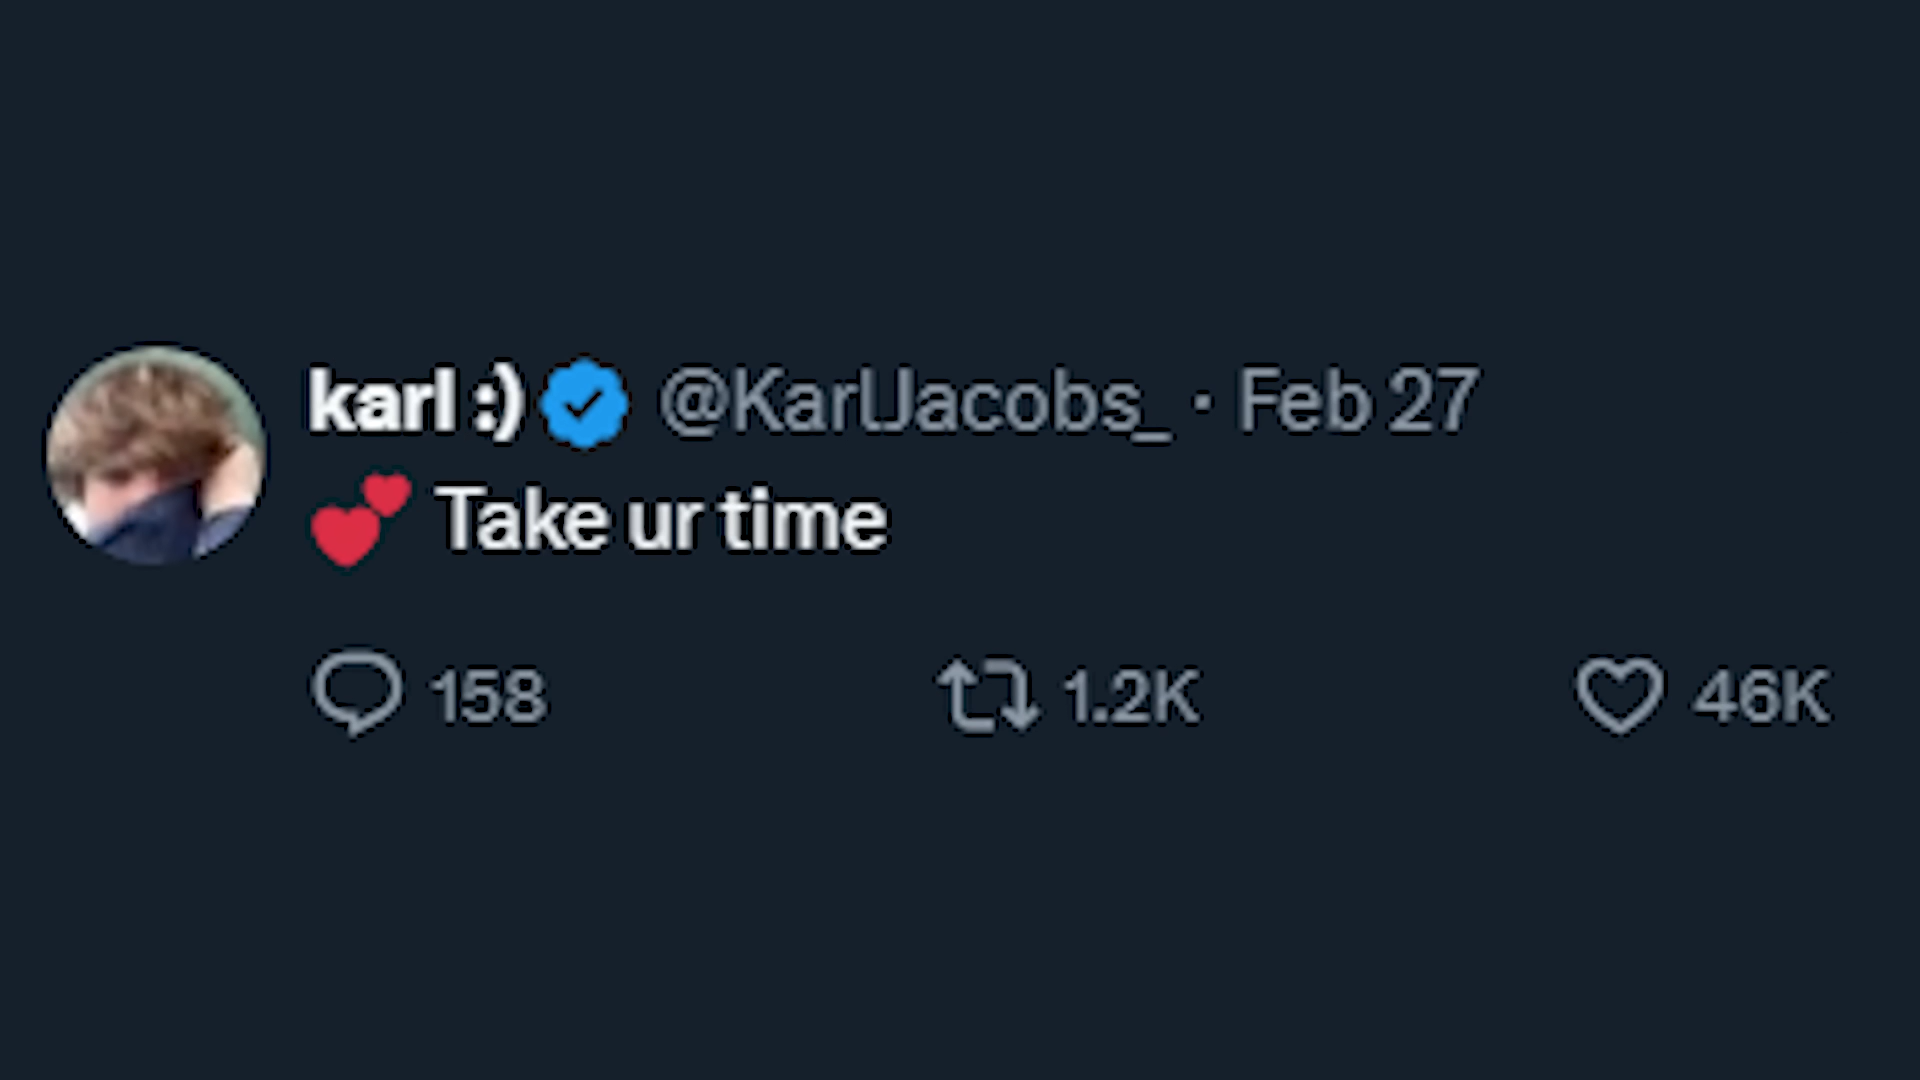 karl :) @KarlJacobs_ · Feb 27
💕 Take ur time
158 1.2K 46K